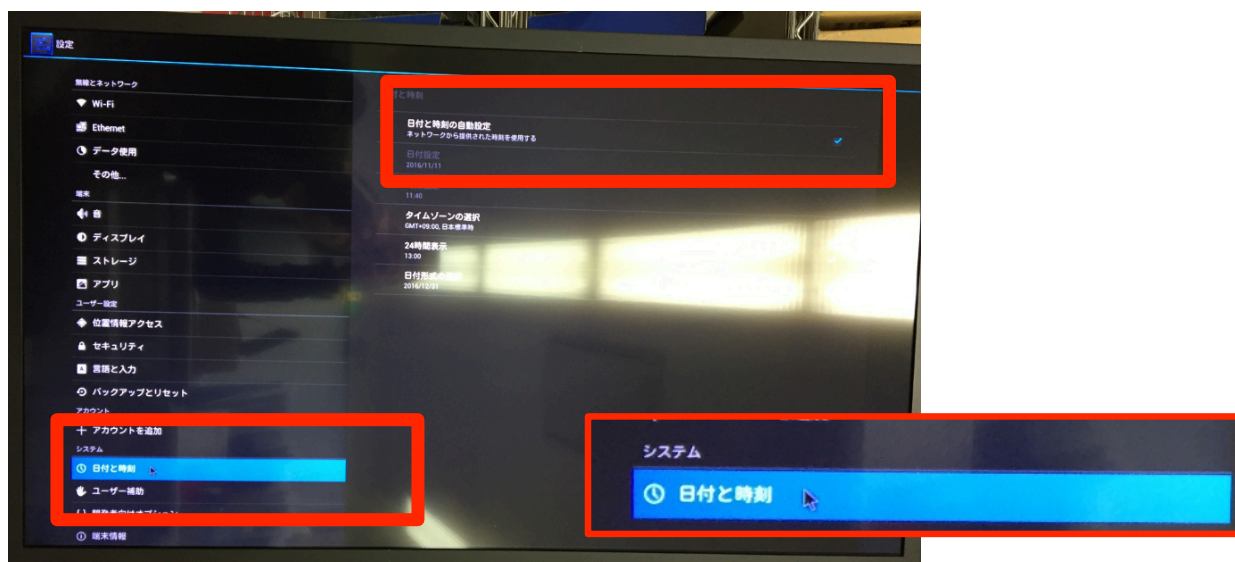 設定
無線とネットワーク
Wi-Fi
Ethernet
データ使用
その他...
端末
音
ディスプレイ
ストレージ
アプリ
ユーザー設定
位置情報アクセス
セキュリティ
言語と入力
バックアップとリセット
アカウント
アカウントを追加
システム
日付と時刻
ユーザー補助
端末情報
付と時刻
日付と時刻の自動設定
ネットワークから提供された時刻を使用する
日付設定
2016/11/11
11:40
タイムゾーンの選択
GMT+09:00, 日本標準時
24時間表示
13:00
日付形式の
2016/12/31
システム
日付と時刻